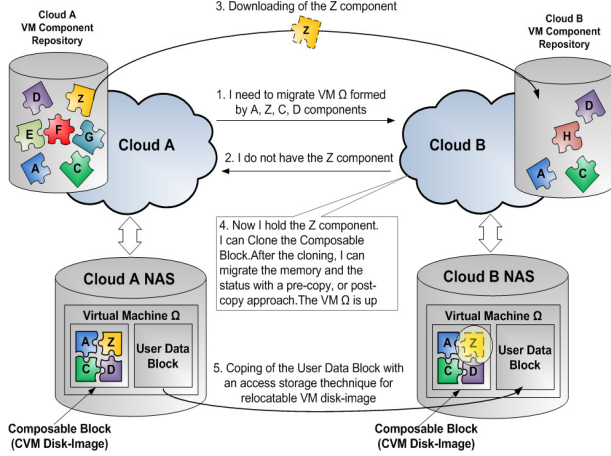 3. Downloading of the Z component
Cloud A
VM Component
Repository
Z
Cloud B
VM Component
Repository
D
Z
E
F
G
A
C
Cloud A
1. I need to migrate VM Ω formed
by A, Z, C, D components
2. I do not have the Z component
Cloud B
D
H
A
C
4. Now I hold the Z component.
I can Clone the Composable
Block.After the cloning, I can
migrate the memory and the
status with a pre-copy, or post-
copy approach.The VM Ω is up
Cloud A NAS
Virtual Machine Ω
A
Z
C
D
User Data
Block
Cloud B NAS
Virtual Machine Ω
A
Z
C
D
User Data
Block
5. Coping of the User Data Block with
an access storage thechnique for
relocatable VM disk-image
Composable Block
(CVM Disk-Image)
Composable Block
(CVM Disk-Image)